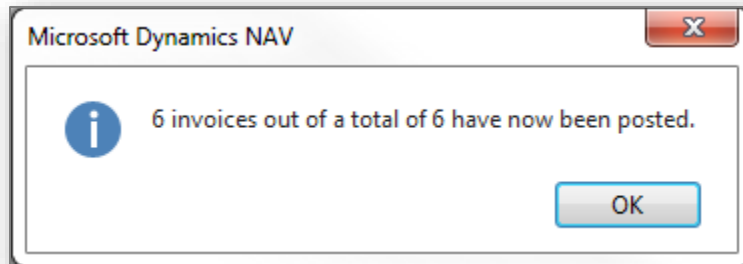 Microsoft Dynamics NAV
6 invoices out of a total of 6 have now been posted.
OK